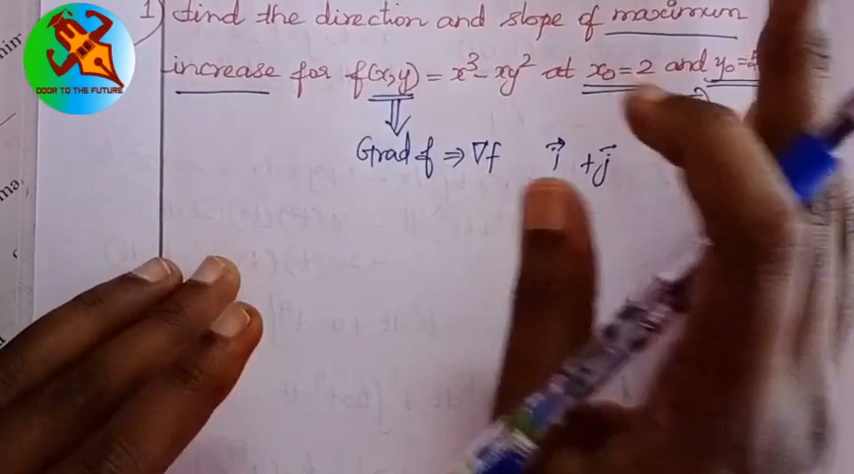 1) Find the direction and slope of maximum
increase for f(x,y) = x³ - xy² at x₀ = 2 and y₀ =
Grad f ⇒ ∇f i⃗ + j⃗
DOOR TO THE FUTURE